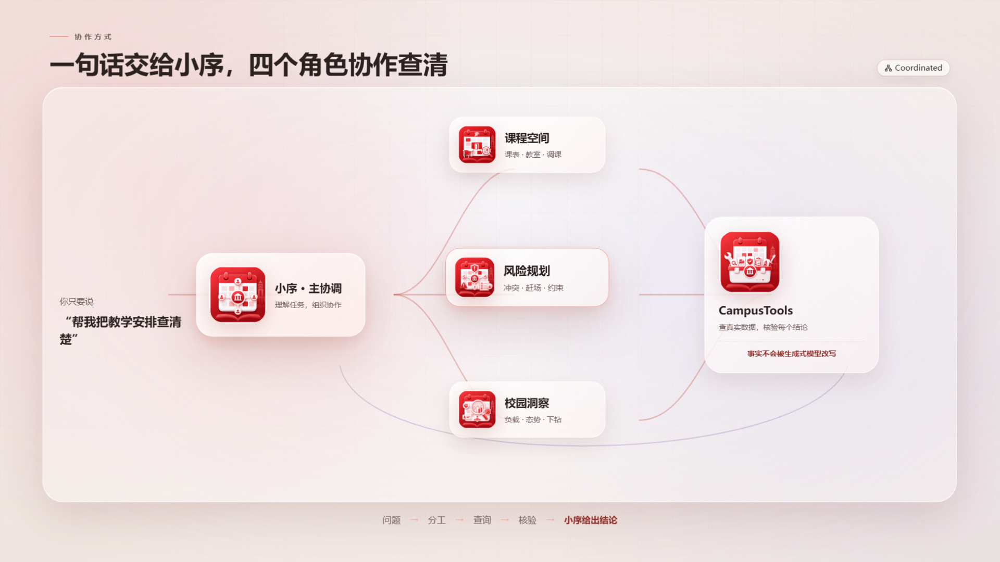 协作方式
一句话交给小序，四个角色协作查清
Coordinated
你只要说
“帮我把教学安排查清
楚”
小序·主协调
理解任务，组织协作
课程空间
课表·教室·调课
风险规划
冲突·赶场·约束
校园洞察
负载·态势·下钻
CampusTools
查真实数据，核验每个结论
事实不会被生成式模型改写
问题 → 分工 → 查询 → 核验 → 小序给出结论